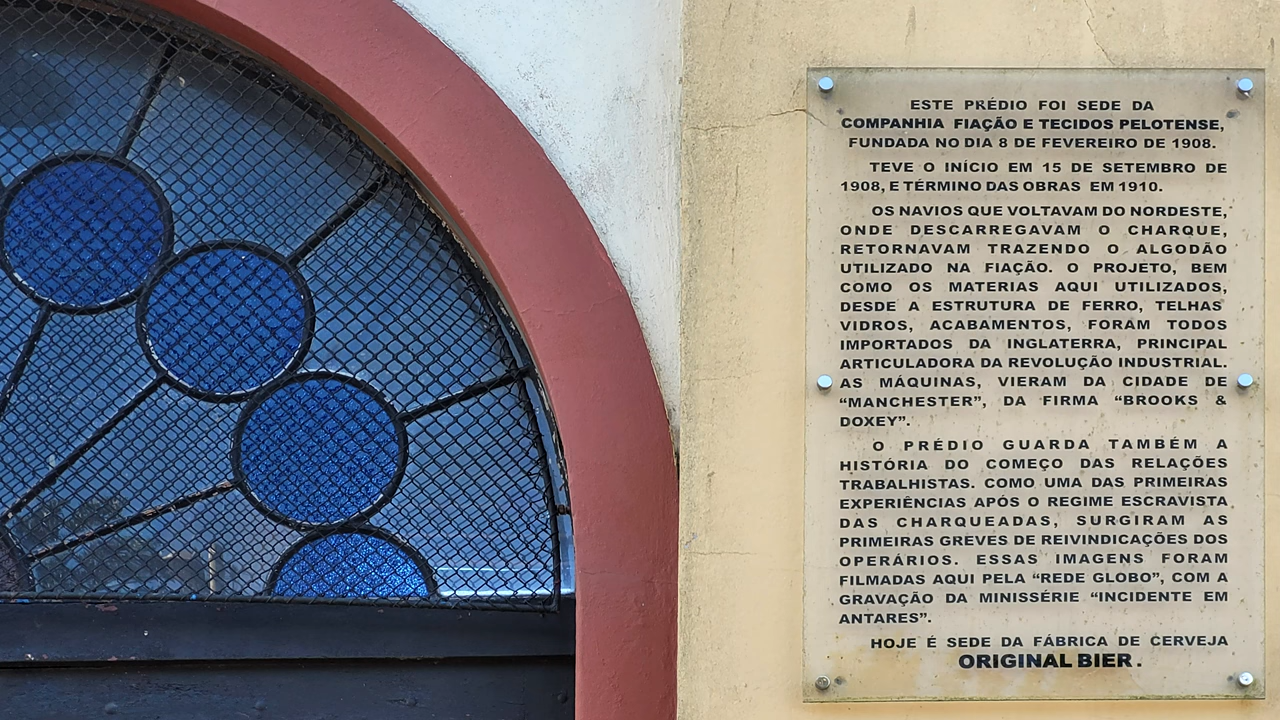 ESTE PRÉDIO FOI SEDE DA
COMPANHIA FIAÇÃO E TECIDOS PELOTENSE,
FUNDADA NO DIA 8 DE FEVEREIRO DE 1908.
TEVE O INÍCIO EM 15 DE SETEMBRO DE
1908, E TÉRMINO DAS OBRAS EM 1910.
OS NAVIOS QUE VOLTAVAM DO NORDESTE,
ONDE DESCARREGAVAM O CHARQUE,
RETORNAVAM TRAZENDO O ALGODÃO
UTILIZADO NA FIAÇÃO. O PROJETO, BEM
COMO OS MATERIAS AQUI UTILIZADOS,
DESDE A ESTRUTURA DE FERRO, TELHAS
VIDROS, ACABAMENTOS, FORAM TODOS
IMPORTADOS DA INGLATERRA, PRINCIPAL
ARTICULADORA DA REVOLUÇÃO INDUSTRIAL.
AS MÁQUINAS, VIERAM DA CIDADE DE
“MANCHESTER”, DA FIRMA “BROOKS &
DOXEY”.
O PRÉDIO GUARDA TAMBÉM A
HISTÓRIA DO COMEÇO DAS RELAÇÕES
TRABALHISTAS. COMO UMA DAS PRIMEIRAS
EXPERIÊNCIAS APÓS O REGIME ESCRAVISTA
DAS CHARQUEADAS, SURGIRAM AS
PRIMEIRAS GREVES DE REIVINDICAÇÕES DOS
OPERÁRIOS. ESSAS IMAGENS FORAM
FILMADAS AQUI PELA “REDE GLOBO”, COM A
GRAVAÇÃO DA MINISSÉRIE “INCIDENTE EM
ANTARES”.
HOJE É SEDE DA FÁBRICA DE CERVEJA
ORIGINAL BIER.